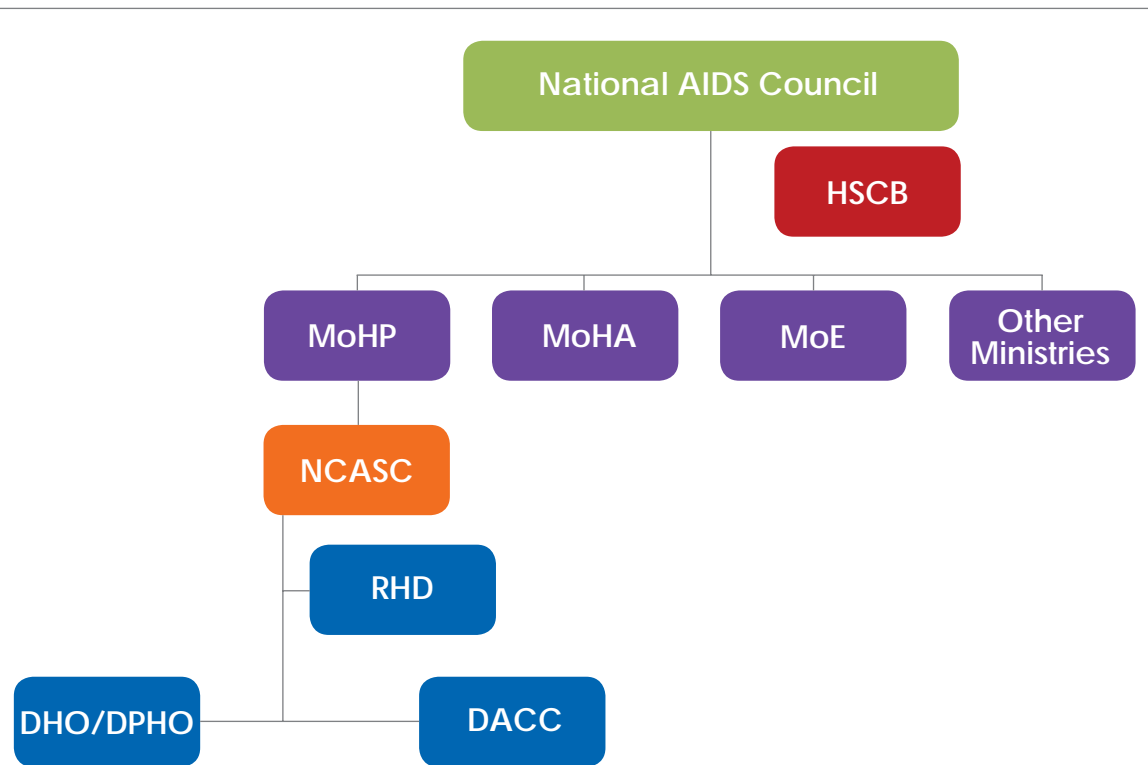 National AIDS Council
HSCB
MoHP
MoHA
MoE
Other
Ministries
NCASC
RHD
DHO/DPHO
DACC